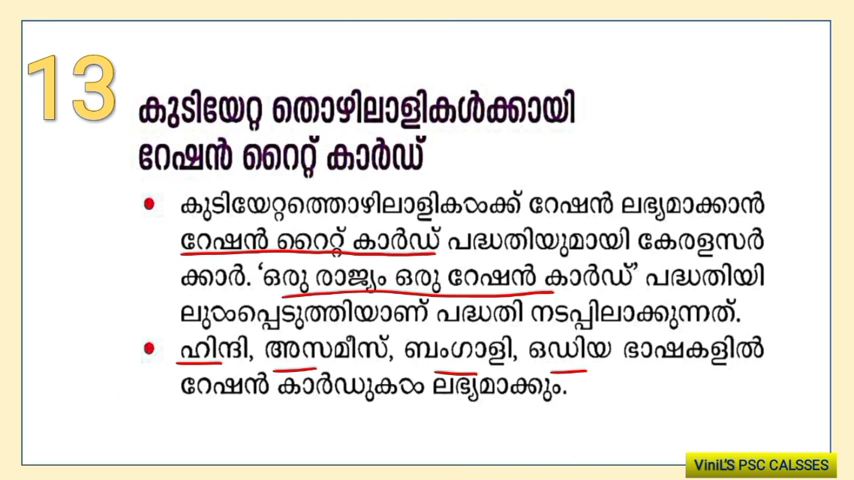 13
കുടിയേറ്റ തൊഴിലാളികൾക്കായി
റേഷൻ റൈറ്റ് കാർഡ്
• കുടിയേറ്റത്തൊഴിലാളികൾക്ക് റേഷൻ ലഭ്യമാക്കാൻ
റേഷൻ റൈറ്റ് കാർഡ് പദ്ധതിയുമായി കേരളസർ
ക്കാർ. ‘ഒരു രാജ്യം ഒരു റേഷൻ കാർഡ്’ പദ്ധതിയി
ലുൾപ്പെടുത്തിയാണ് പദ്ധതി നടപ്പിലാക്കുന്നത്.
• ഹിന്ദി, അസമീസ്, ബംഗാളി, ഒഡിയ ഭാഷകളിൽ
റേഷൻ കാർഡുകൾ ലഭ്യമാക്കും.
ViniL'S PSC CALSSES